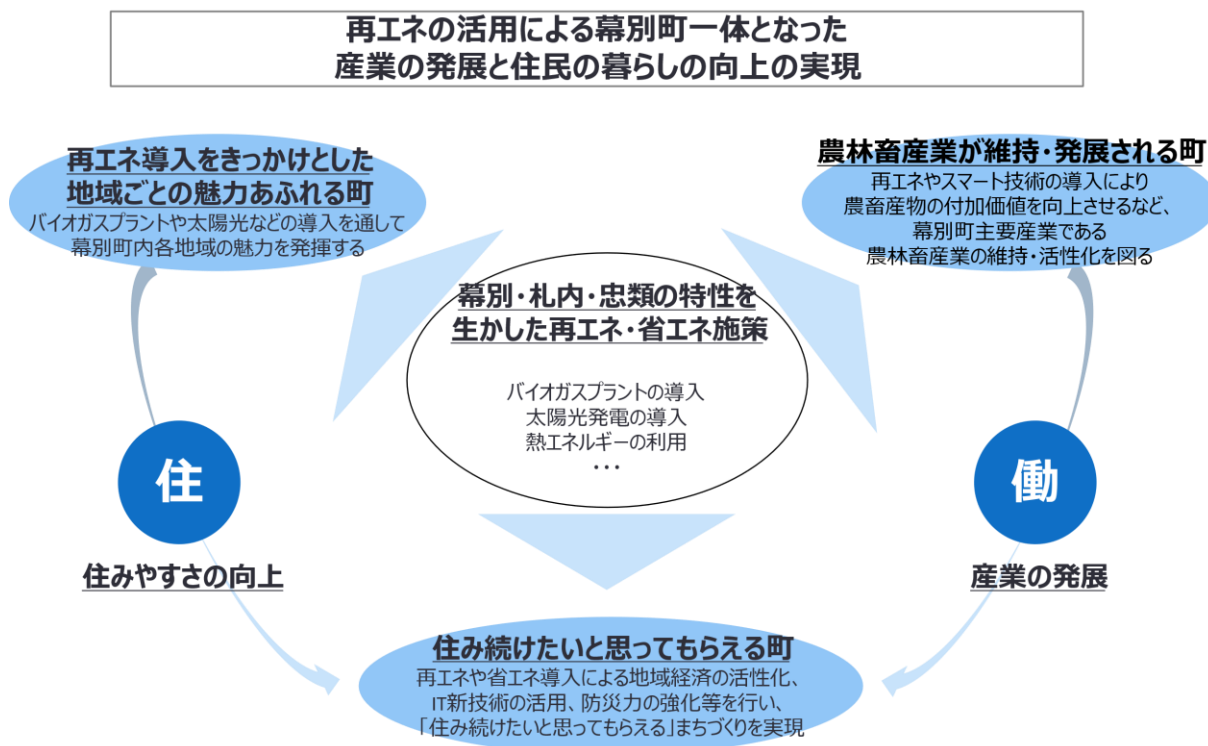 再エネの活用による幕別町一体となった
産業の発展と住民の暮らしの向上の実現
再エネ導入をきっかけとした
地域ごとの魅力あふれる町
バイオガスプラントや太陽光などの導入を通して
幕別町内各地域の魅力を発揮する
農林畜産業が維持・発展される町
再エネやスマート技術の導入により
農畜産物の付加価値を向上させるなど、
幕別町主要産業である
農林畜産業の維持・活性化を図る
幕別・札内・忠類の特性を
生かした再エネ・省エネ施策
バイオガスプラントの導入
太陽光発電の導入
熱エネルギーの利用
・・・
住
住みやすさの向上
働
産業の発展
住み続けたいと思ってもらえる町
再エネや省エネ導入による地域経済の活性化、
IT新技術の活用、防災力の強化等を行い、
「住み続けたいと思ってもらえる」まちづくりを実現